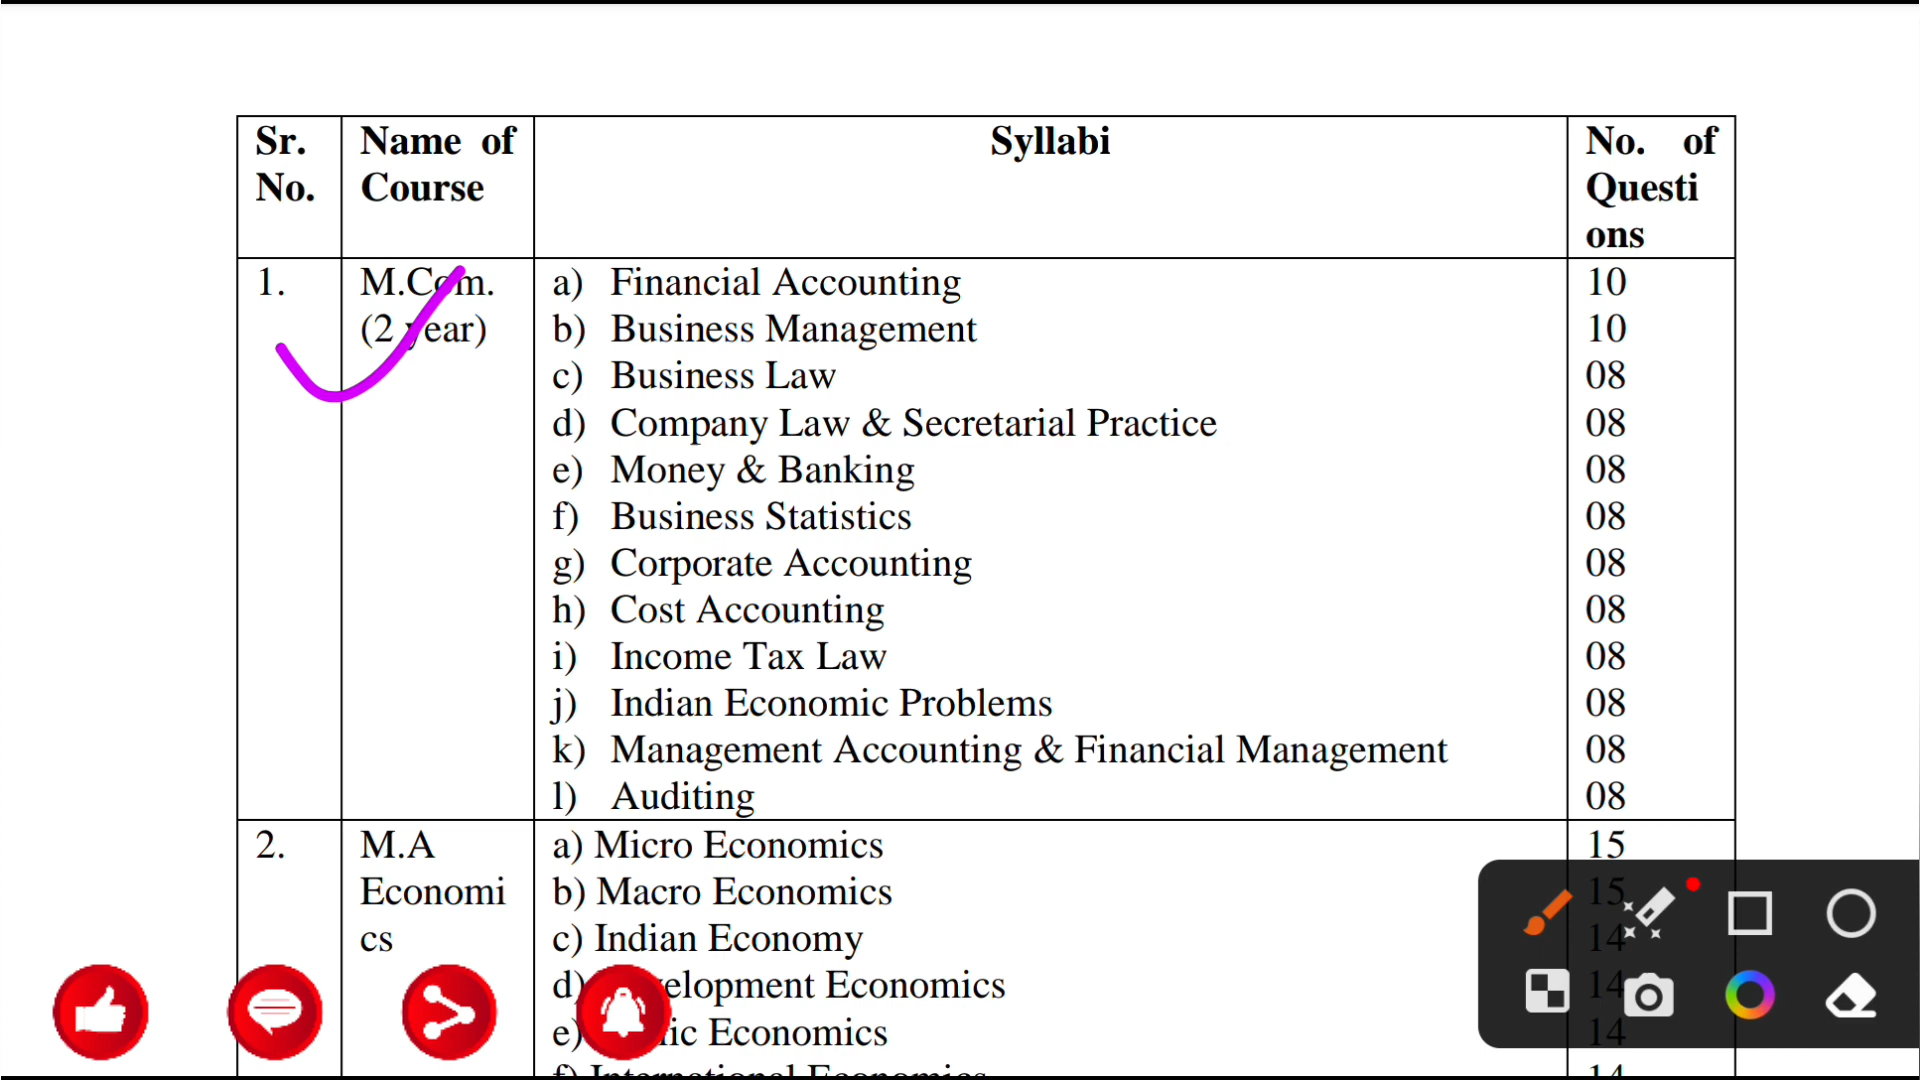 Sr. No. Name of Course Syllabi No. of Questi ons
1. M.Com. (2 year)
a) Financial Accounting 10
b) Business Management 10
c) Business Law 08
d) Company Law & Secretarial Practice 08
e) Money & Banking 08
f) Business Statistics 08
g) Corporate Accounting 08
h) Cost Accounting 08
i) Income Tax Law 08
j) Indian Economic Problems 08
k) Management Accounting & Financial Management 08
l) Auditing 08
2. M.A Economi cs
a) Micro Economics 15
b) Macro Economics 15
c) Indian Economy 14
d) Economics 14
e) Economics 14
f) International Economics 14